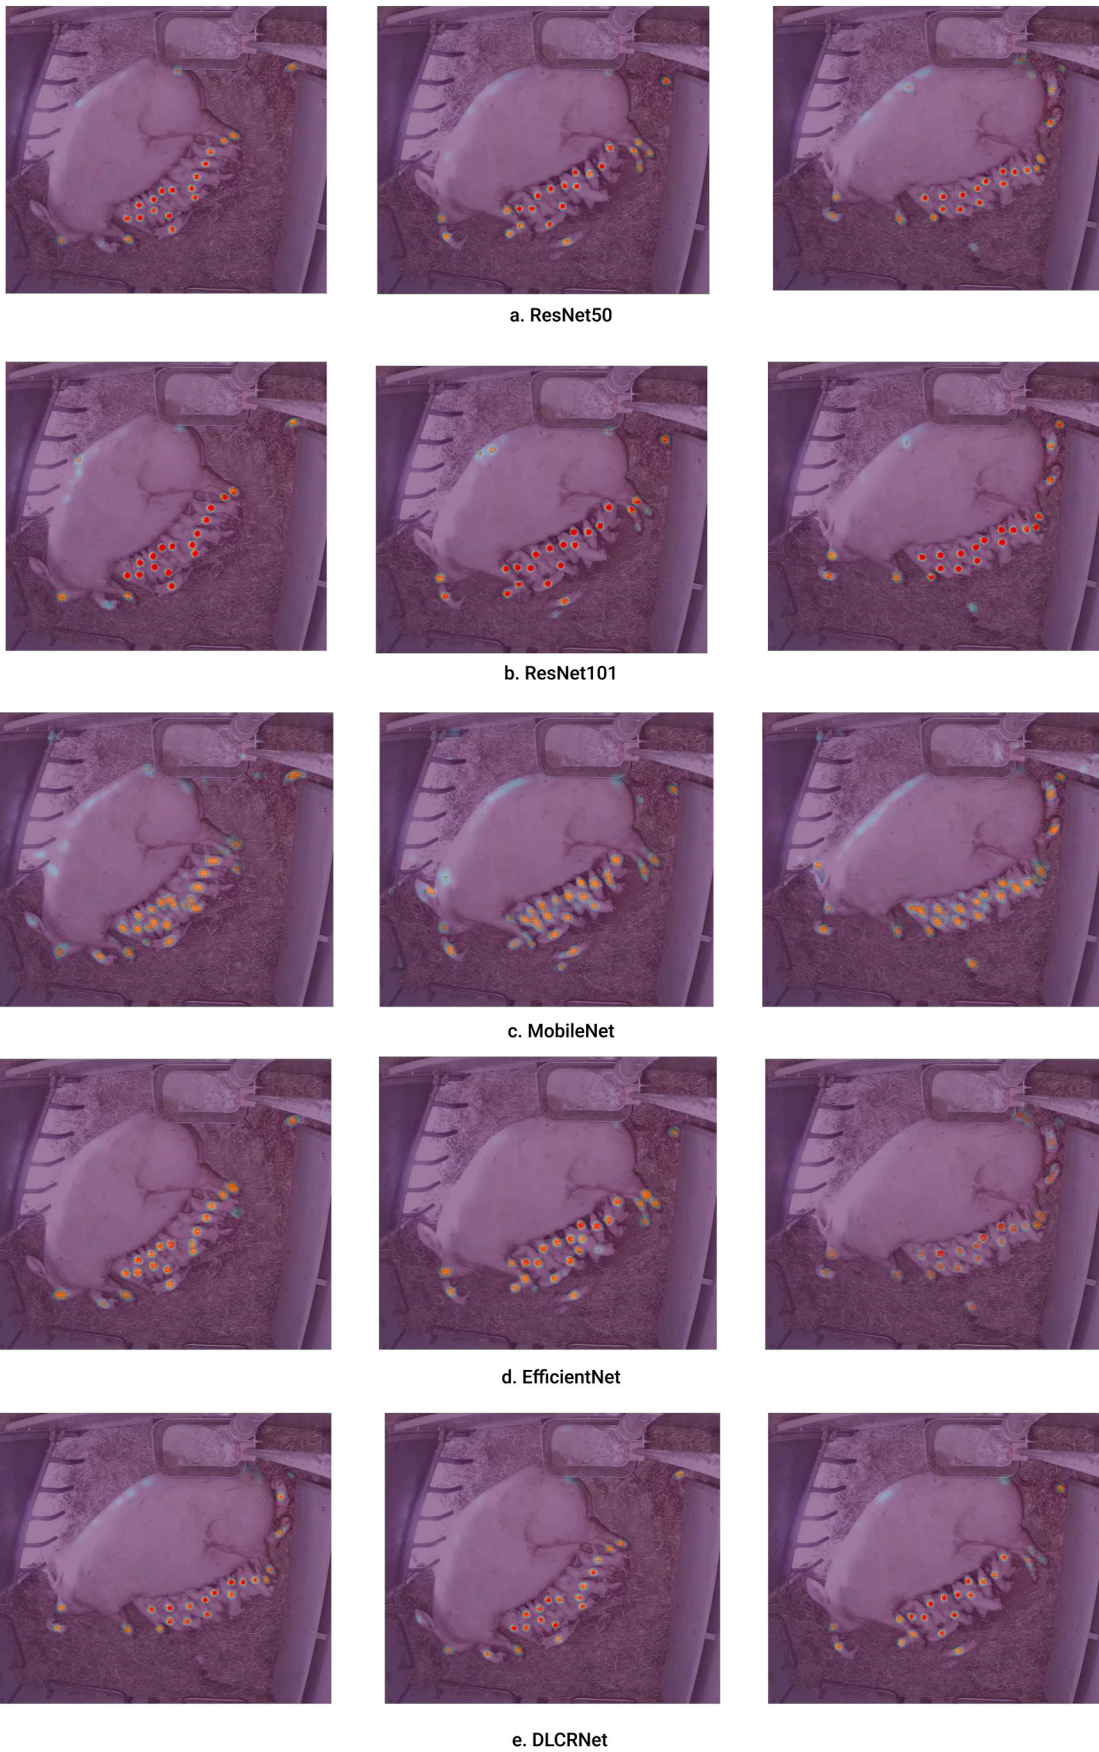 a. ResNet50
b. ResNet101
c. MobileNet
d. EfficientNet
e. DLCRNet